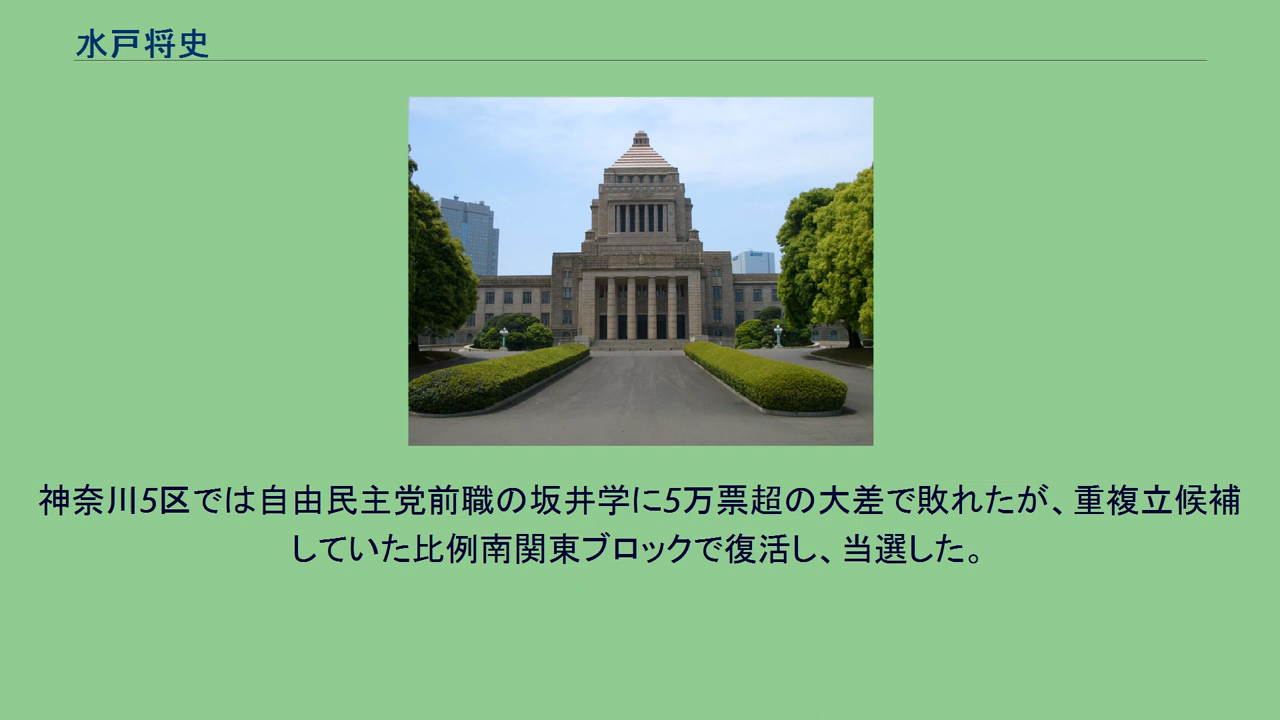 水戸将史
神奈川5区では自由民主党前職の坂井学に5万票超の大差で敗れたが、重複立候補
していた比例南関東ブロックで復活し、当選した。